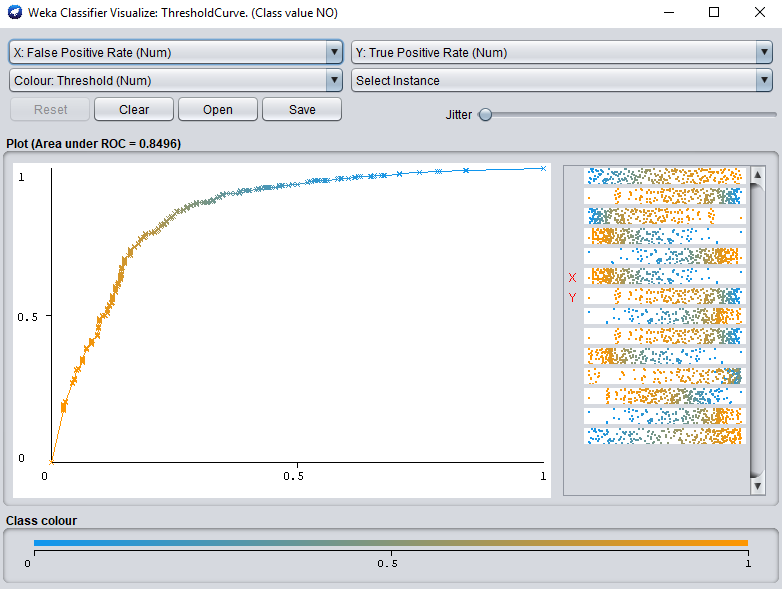 Weka Classifier Visualize: ThresholdCurve. (Class value NO)
X: False Positive Rate (Num) Y: True Positive Rate (Num)
Colour: Threshold (Num) Select Instance
Reset Clear Open Save Jitter
Plot (Area under ROC = 0.8496)
1
X
Y
0.5
0
0 0.5 1
Class colour
0 0.5 1